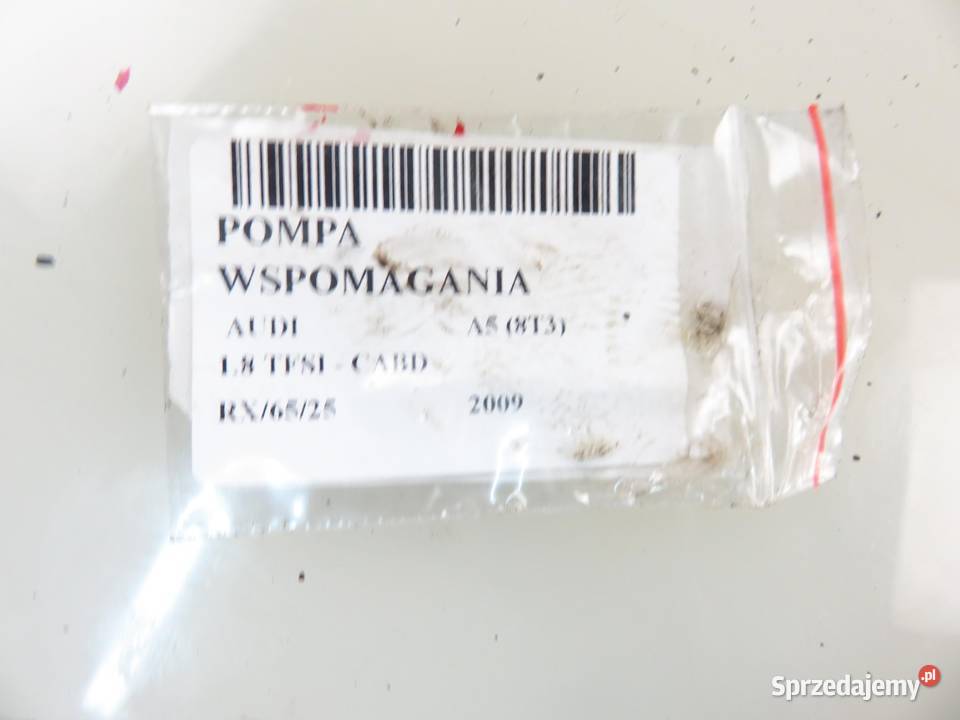 POMPA
WSPOMAGANIA
AUDI A5 (8T3)
1.8 TFSI - CABD
RX/65/25 2009
Sprzedajemy.pl